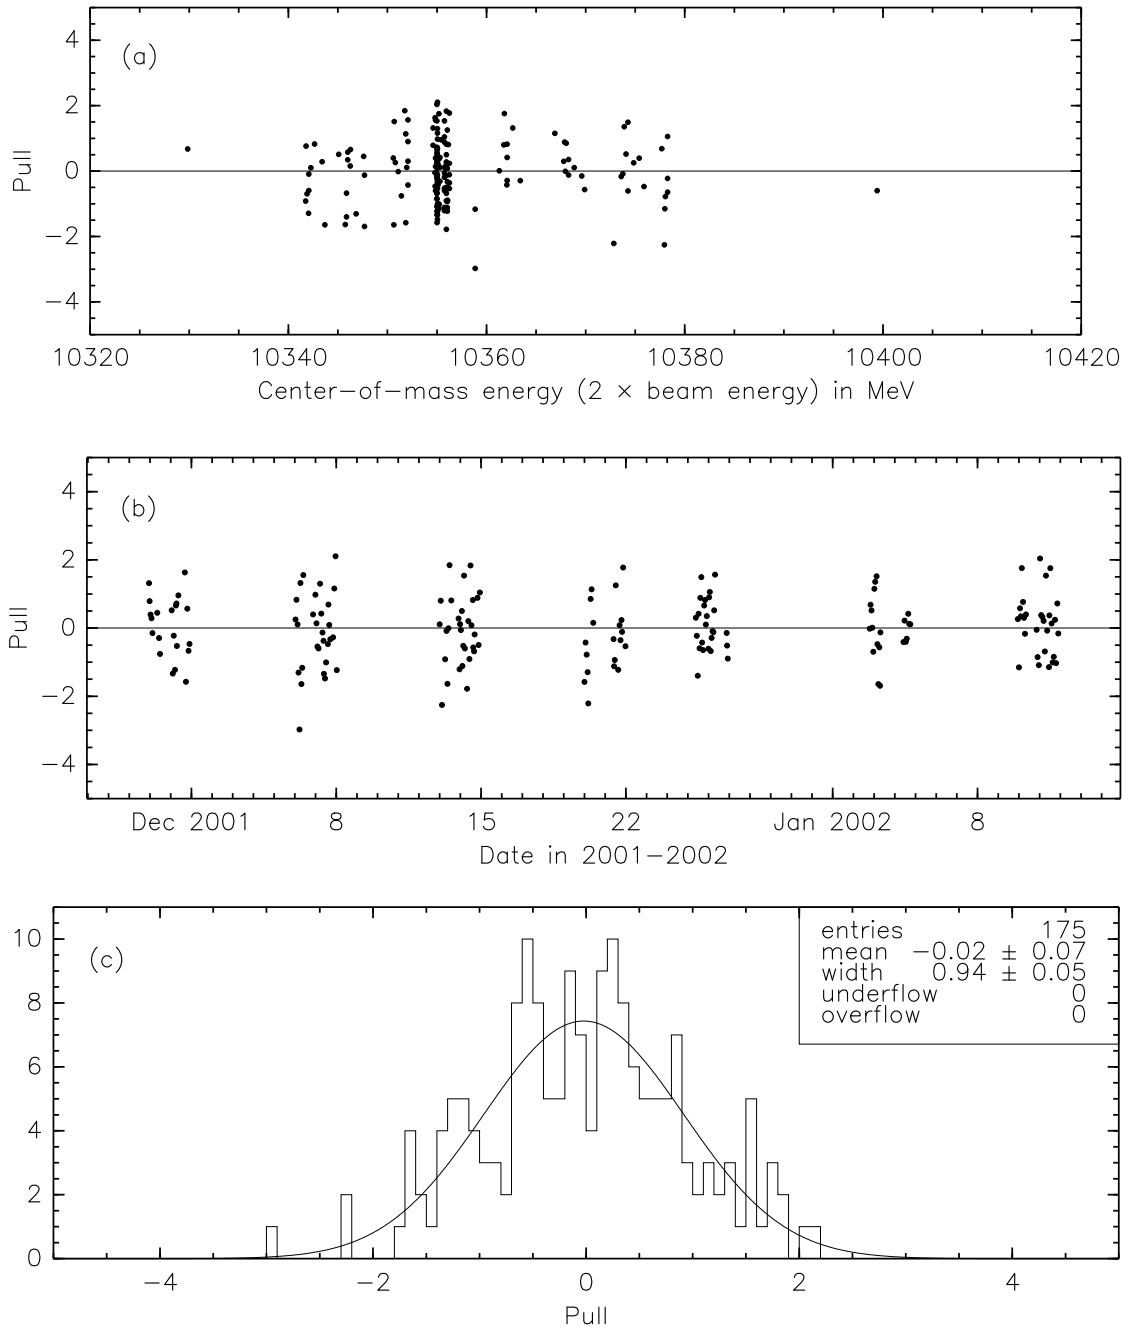 4
(a)
2
Pull
0
−2
−4
10320 10340 10360 10380 10400 10420
Center−of−mass energy (2 × beam energy) in MeV
4
(b)
2
Pull
0
−2
−4
Dec 2001 8 15 22 Jan 2002 8
Date in 2001−2002
10
(c)
entries 175
mean −0.02 ± 0.07
width 0.94 ± 0.05
underflow 0
overflow 0
8
6
4
2
0
−4 −2 0 2 4
Pull